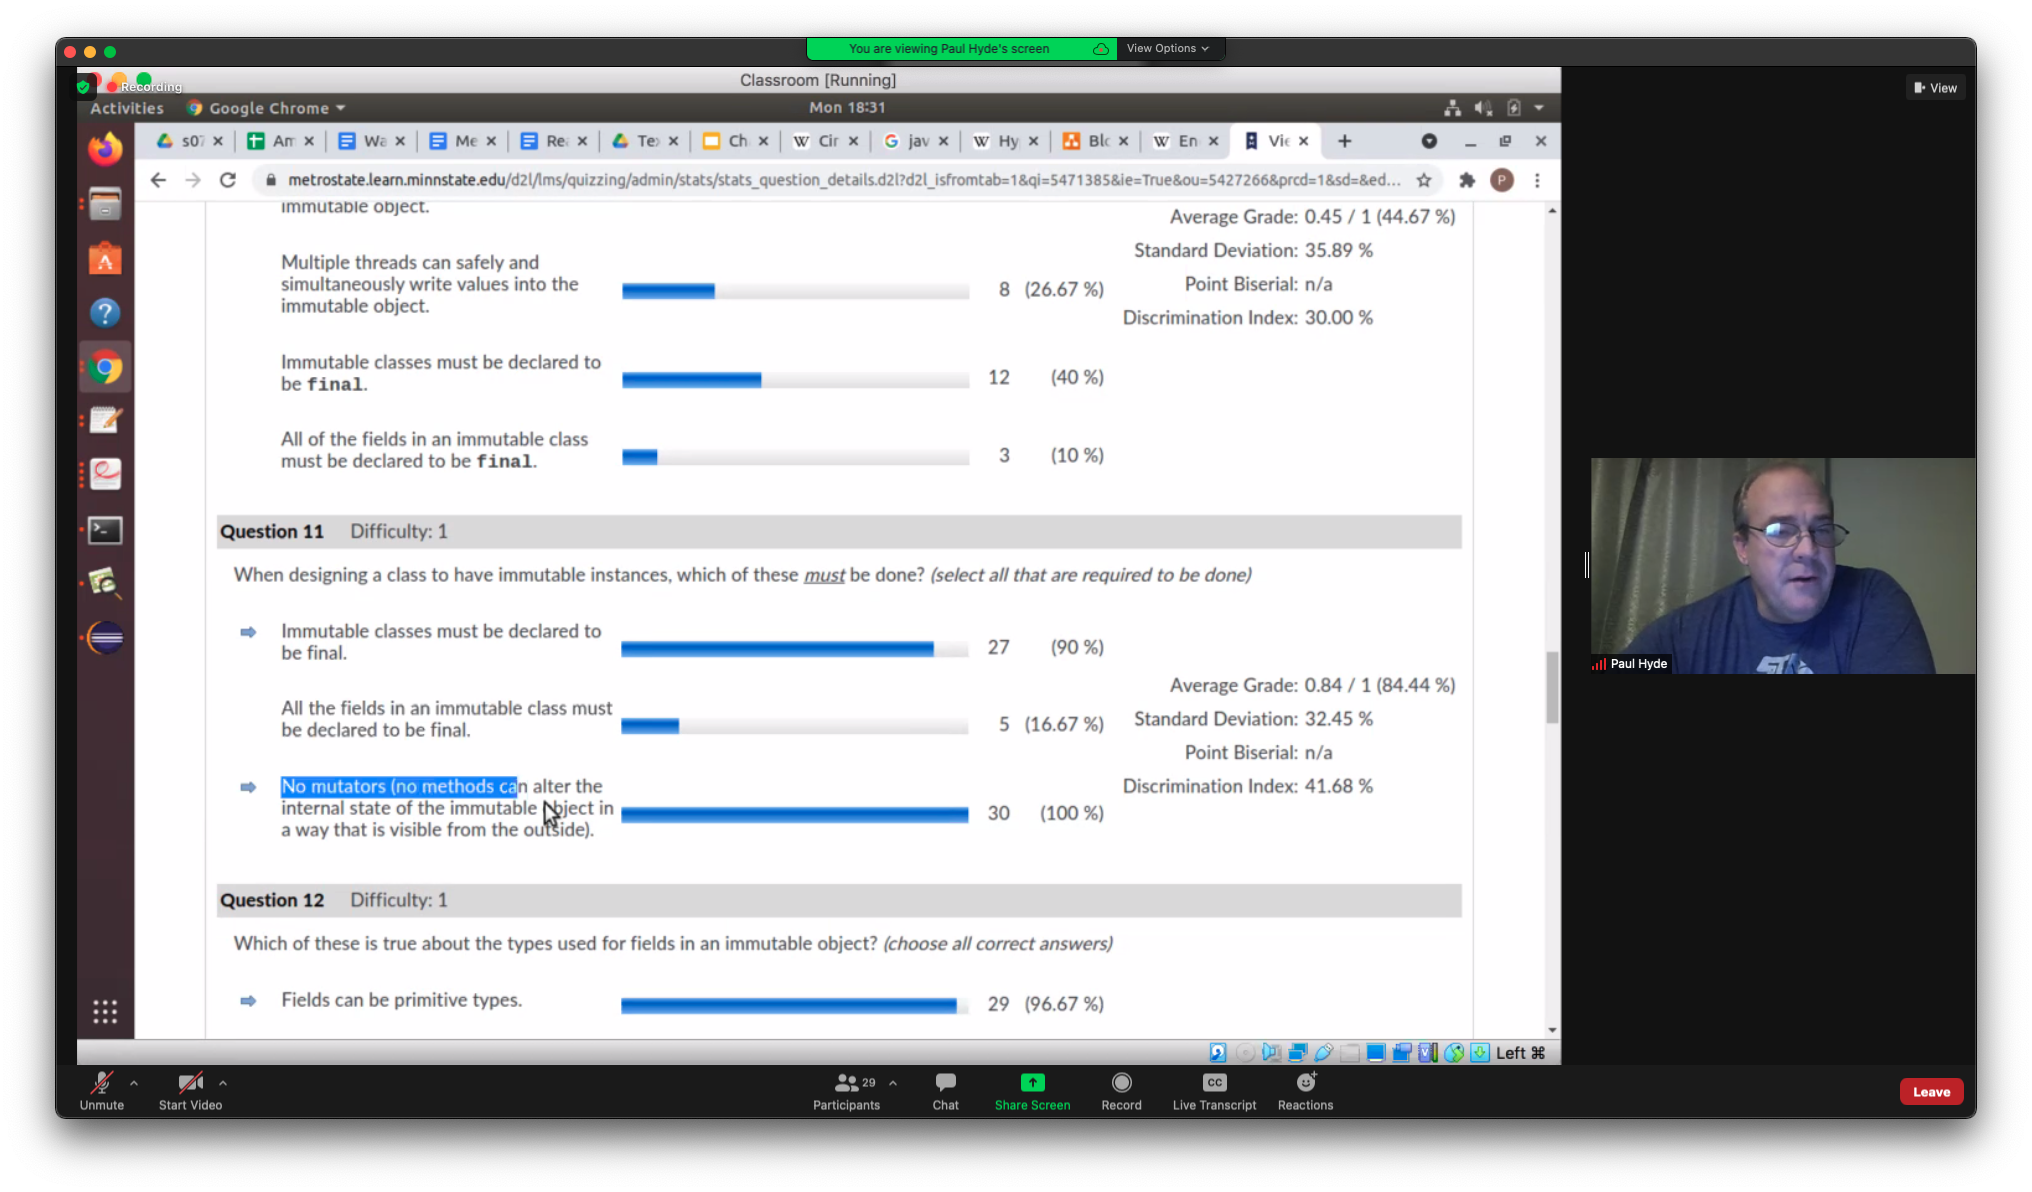 You are viewing Paul Hyde's screen
View Options
View
Classroom [Running]
Recording
Activities
Google Chrome
Mon 18:31
s07
Am
Wa
Me
Rea
Tex
Ch
Cir
jav
Hy
Blo
En
Vie
metrostate.learn.minnstate.edu/d2l/lms/quizzing/admin/stats/stats_question_details.d2l?d2l_isfromtab=1&qi=5471385&ie=True&ou=5427266&prcd=1&sd=&ed...
P
immutable object.
Average Grade: 0.45 / 1 (44.67 %)
Standard Deviation: 35.89 %
Point Biserial: n/a
Discrimination Index: 30.00 %
Multiple threads can safely and
simultaneously write values into the
immutable object.
8 (26.67 %)
Immutable classes must be declared to
be final.
12 (40 %)
All of the fields in an immutable class
must be declared to be final.
3 (10 %)
Question 11 Difficulty: 1
When designing a class to have immutable instances, which of these must be done? (select all that are required to be done)
Immutable classes must be declared to
be final.
27 (90 %)
All the fields in an immutable class must
be declared to be final.
5 (16.67 %)
Average Grade: 0.84 / 1 (84.44 %)
Standard Deviation: 32.45 %
Point Biserial: n/a
Discrimination Index: 41.68 %
No mutators (no methods can alter the
internal state of the immutable object in
a way that is visible from the outside).
30 (100 %)
Question 12 Difficulty: 1
Which of these is true about the types used for fields in an immutable object? (choose all correct answers)
Fields can be primitive types.
29 (96.67 %)
Left ⌘
Paul Hyde
Unmute
Start Video
29
Participants
Chat
Share Screen
Record
CC
Live Transcript
Reactions
Leave